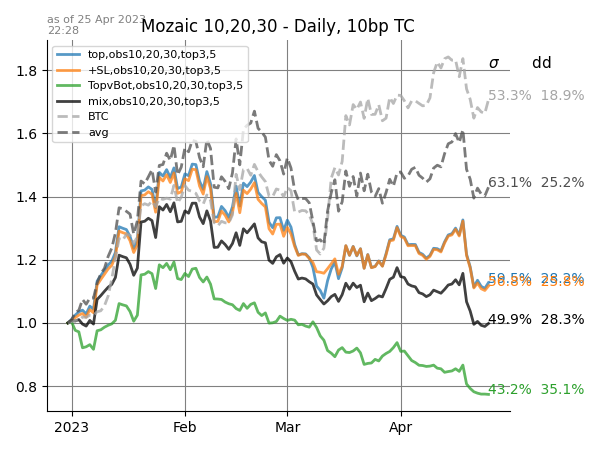 as of 25 Apr 2023
22:28
Mozaic 10,20,30 - Daily, 10bp TC
top,obs10,20,30,top3,5
+SL,obs10,20,30,top3,5
TopvBot,obs10,20,30,top3,5
mix,obs10,20,30,top3,5
BTC
avg
σ dd
53.3% 18.9%
63.1% 25.2%
28.2%
49.9% 28.3%
43.2% 35.1%
1.8
1.6
1.4
1.2
1.0
0.8
2023 Feb Mar Apr